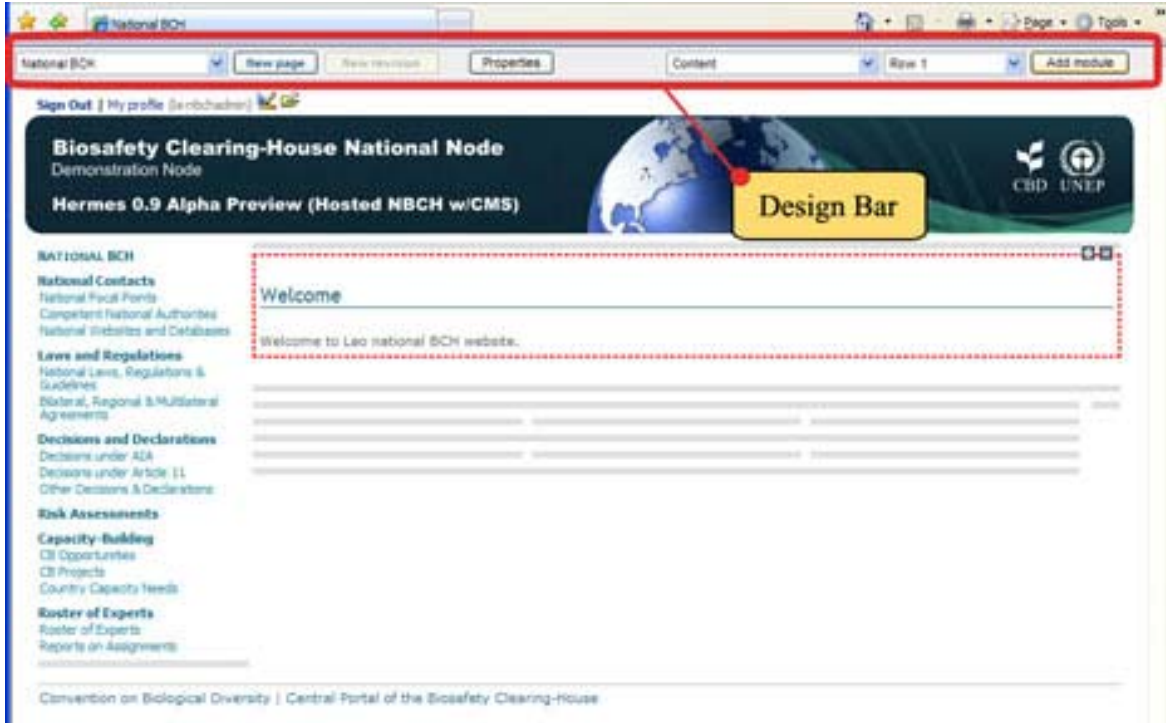 National BCH
Page Tools
National BCH New page New revision Properties Content Row 1 Add module
Sign Out | My profile
Biosafety Clearing-House National Node
Demonstration Node
Hermes 0.9 Alpha Preview (Hosted NBCH w/CMS)
CBD UNEP
Design Bar
NATIONAL BCH
National Contacts
National Focal Points
Competent National Authorities
National Websites and Databases
Laws and Regulations
National Laws, Regulations &
Guidelines
Bilateral, Regional & Multilateral
Agreements
Decisions and Declarations
Decisions under AIA
Decisions under Article 11
Other Decisions & Declarations
Risk Assessments
Capacity-Building
CB Opportunities
CB Projects
Country Capacity Needs
Roster of Experts
Roster of Experts
Reports on Assignments
Welcome
Welcome to Lao national BCH website.
Convention on Biological Diversity | Central Portal of the Biosafety Clearing-House